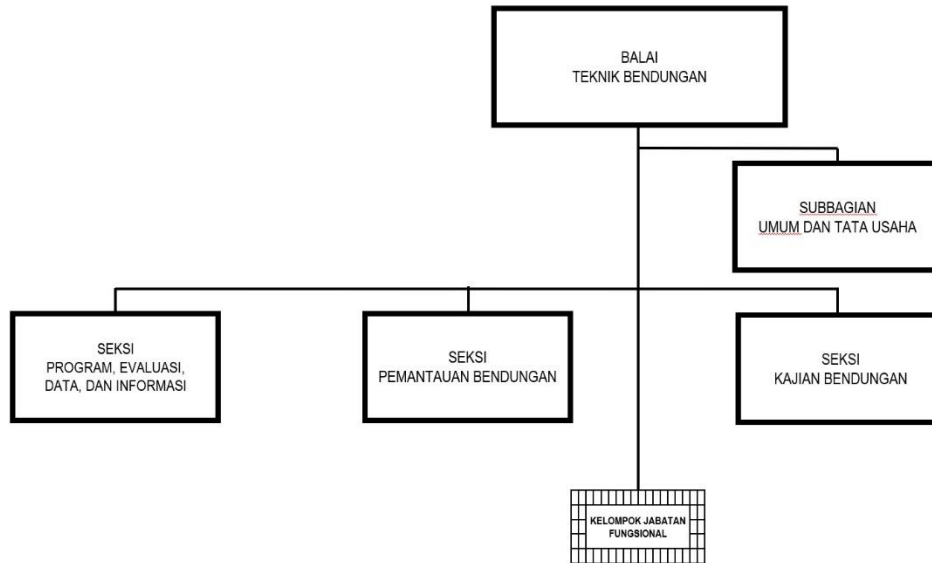 BALAI
TEKNIK BENDUNGAN
SUBBAGIAN
UMUM DAN TATA USAHA
SEKSI
PROGRAM, EVALUASI,
DATA, DAN INFORMASI
SEKSI
PEMANTAUAN BENDUNGAN
SEKSI
KAJIAN BENDUNGAN
KELOMPOK JABATAN
FUNGSIONAL